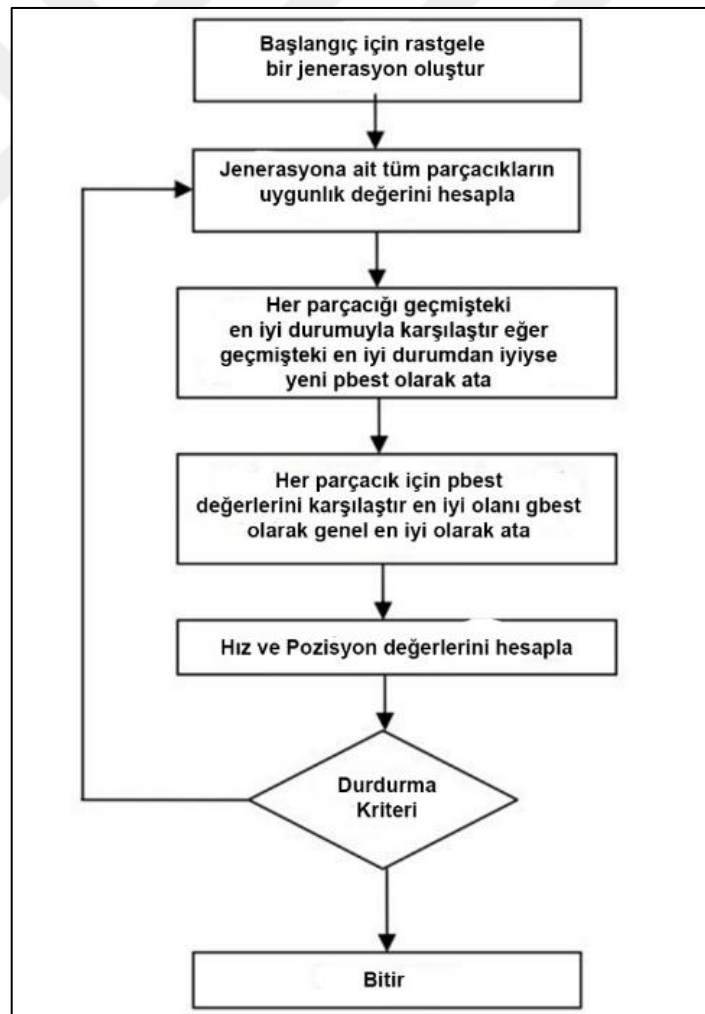 Başlangıç için rastgele
bir jenerasyon oluştur
Jenerasyona ait tüm parçacıkların
uygunlık değerini hesapla
Her parçacığı geçmişteki
en iyi durumuyla karşılaştır eğer
geçmişteki en iyi durumdan iyiyse
yeni pbest olarak ata
Her parçacık için pbest
değerlerini karşılaştır en iyi olanı gbest
olarak genel en iyi olarak ata
Hız ve Pozisyon değerlerini hesapla
Durdurma
Kriteri
Bitir